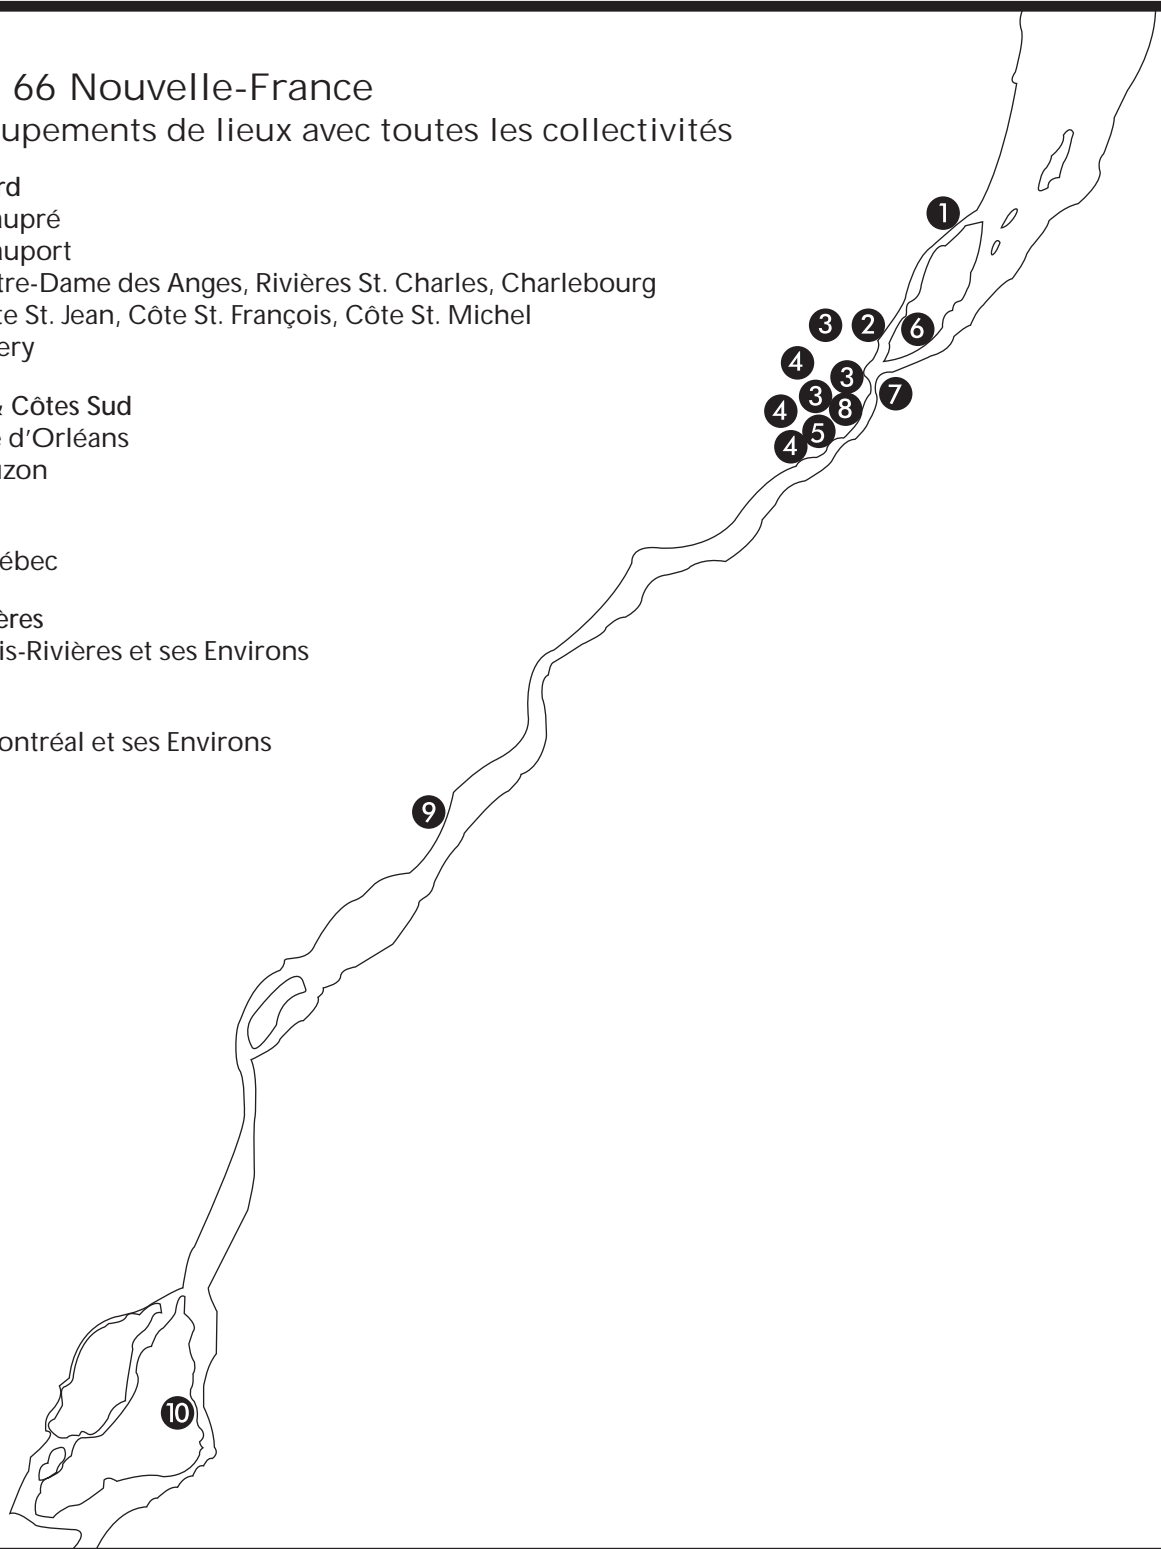 66 Nouvelle-France
upements de lieux avec toutes les collectivités
rd
aupré
auport
tre-Dame des Anges, Rivières St. Charles, Charlebourg
te St. Jean, Côte St. François, Côte St. Michel
ery
& Côtes Sud
e d'Orléans
uzon
ébec
ères
is-Rivières et ses Environs
ontréal et ses Environs
1
3 2 6
4
3 7
3
4 8
5
4
9
10